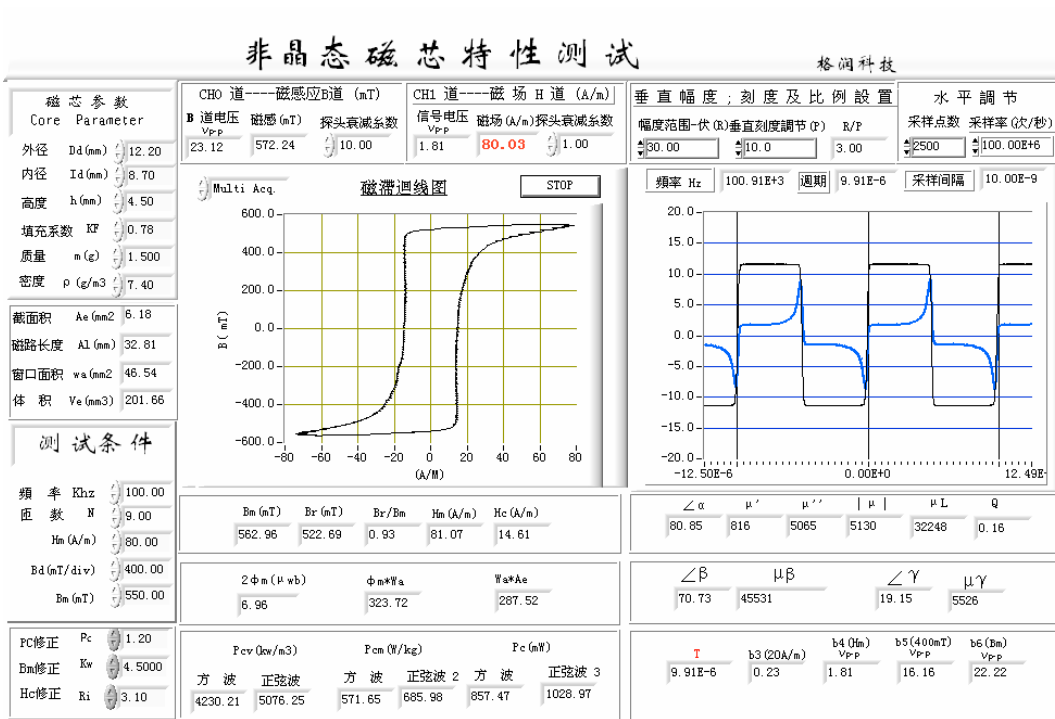 非晶态磁芯特性测试
格润科技
磁芯参数
Core Parameter
外径 Dd(mm) 12.20
内径 Id(mm) 8.70
高度 h(mm) 4.50
填充系数 KF 0.78
质量 m(g) 1.500
密度 ρ(g/m3 7.40
截面积 Ae(mm2 6.18
磁路长度 Al(mm) 32.81
窗口面积 wa(mm2 46.54
体积 Ve(mm3) 201.66
测试条件
頻率 Khz 100.00
匝数 N 9.00
Hm(A/m) 80.00
Bd(mT/div) 400.00
Bm(mT) 550.00
PC修正 Pc 1.20
Bm修正 Kw 4.5000
Hc修正 Ri 3.10
CH0 道----磁感应B道 (mT)
B 道电压 磁感(mT) 探头衰减系数
Vp-p
23.12 572.24 10.00
CH1 道----磁 场 H 道 (A/m)
信号电压 磁场(A/m)探头衰减系数
Vp-p
1.81 80.03 1.00
垂直幅度;刻度及比例設置
幅度范围-伏(R)垂直刻度調节(P) R/P
30.00 10.0 3.00
水平調节
采样点数 采样率(次/秒)
2500 100.00E+6
Multi Acq. 磁滞迴线图 STOP
600.0
400.0
200.0
0.0
-200.0
-400.0
-600.0
B(mT)
-80 -60 -40 -20 0 20 40 60 80
(A/M)
頻率 Hz 100.91E+3 週期 9.91E-6 采样间隔 10.00E-9
20.0
15.0
10.0
5.0
0.0
-5.0
-10.0
-15.0
-20.0
-12.50E-6 0.00E+0 12.49E-
Bm(mT) Br(mT) Br/Bm Hm(A/m) Hc(A/m)
562.96 522.69 0.93 81.07 14.61
2ϕm(μwb) ϕm*Wa Wa*Ae
6.96 323.72 287.52
Pcv(kw/m3) Pcm(W/kg) Pc(mW)
方波 正弦波 方波 正弦波 2 方波 正弦波 3
4230.21 5076.25 571.65 685.98 857.47 1028.97
∠α μ' μ'' |μ| μL Q
80.85 816 5065 5130 32248 0.16
∠β μβ ∠γ μγ
70.73 45531 19.15 5526
T b3(20A/m) b4(Hm) Vp-p b5(400mT) Vp-p b6(Bm) Vp-p
9.91E-6 0.23 1.81 16.16 22.22